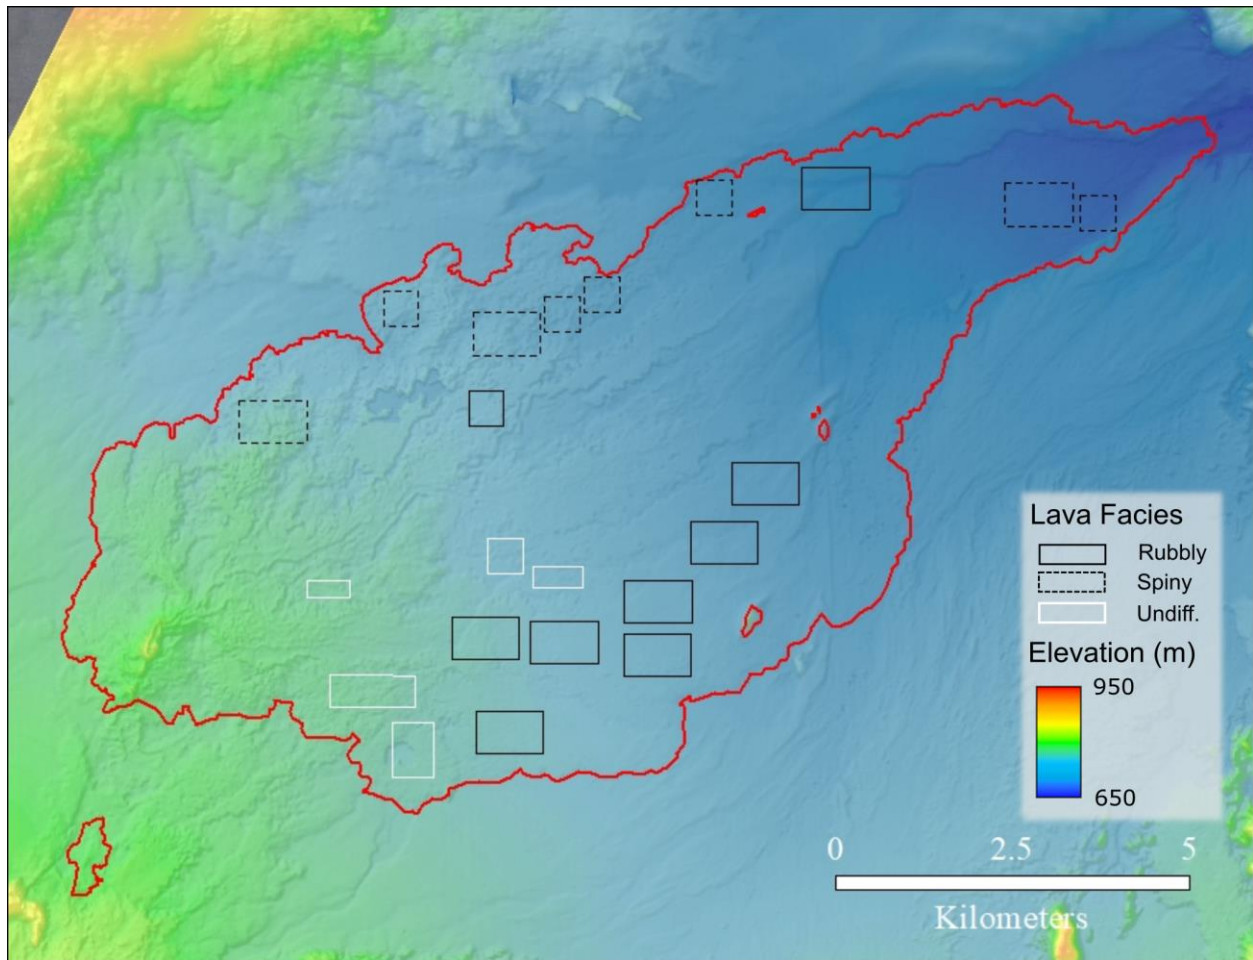 Lava Facies
Rubbly
Spiny
Undiff.
Elevation (m)
950
650
0 2.5 5
Kilometers